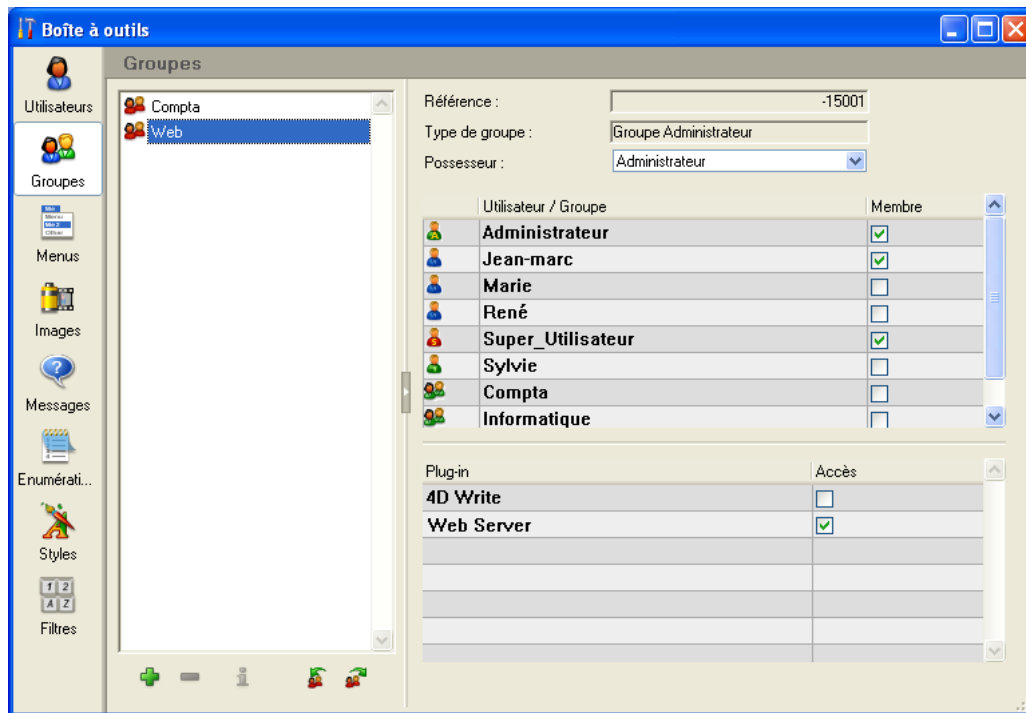 Boîte à outils
Groupes
Utilisateurs
Groupes
Menus
Images
Messages
Enumérati...
Styles
Filtres
Compta
Web
Référence : -15001
Type de groupe : Groupe Administrateur
Possesseur : Administrateur
Utilisateur / Groupe Membre
Administrateur
Jean-marc
Marie
René
Super_Utilisateur
Sylvie
Compta
Informatique
Plug-in Accès
4D Write
Web Server